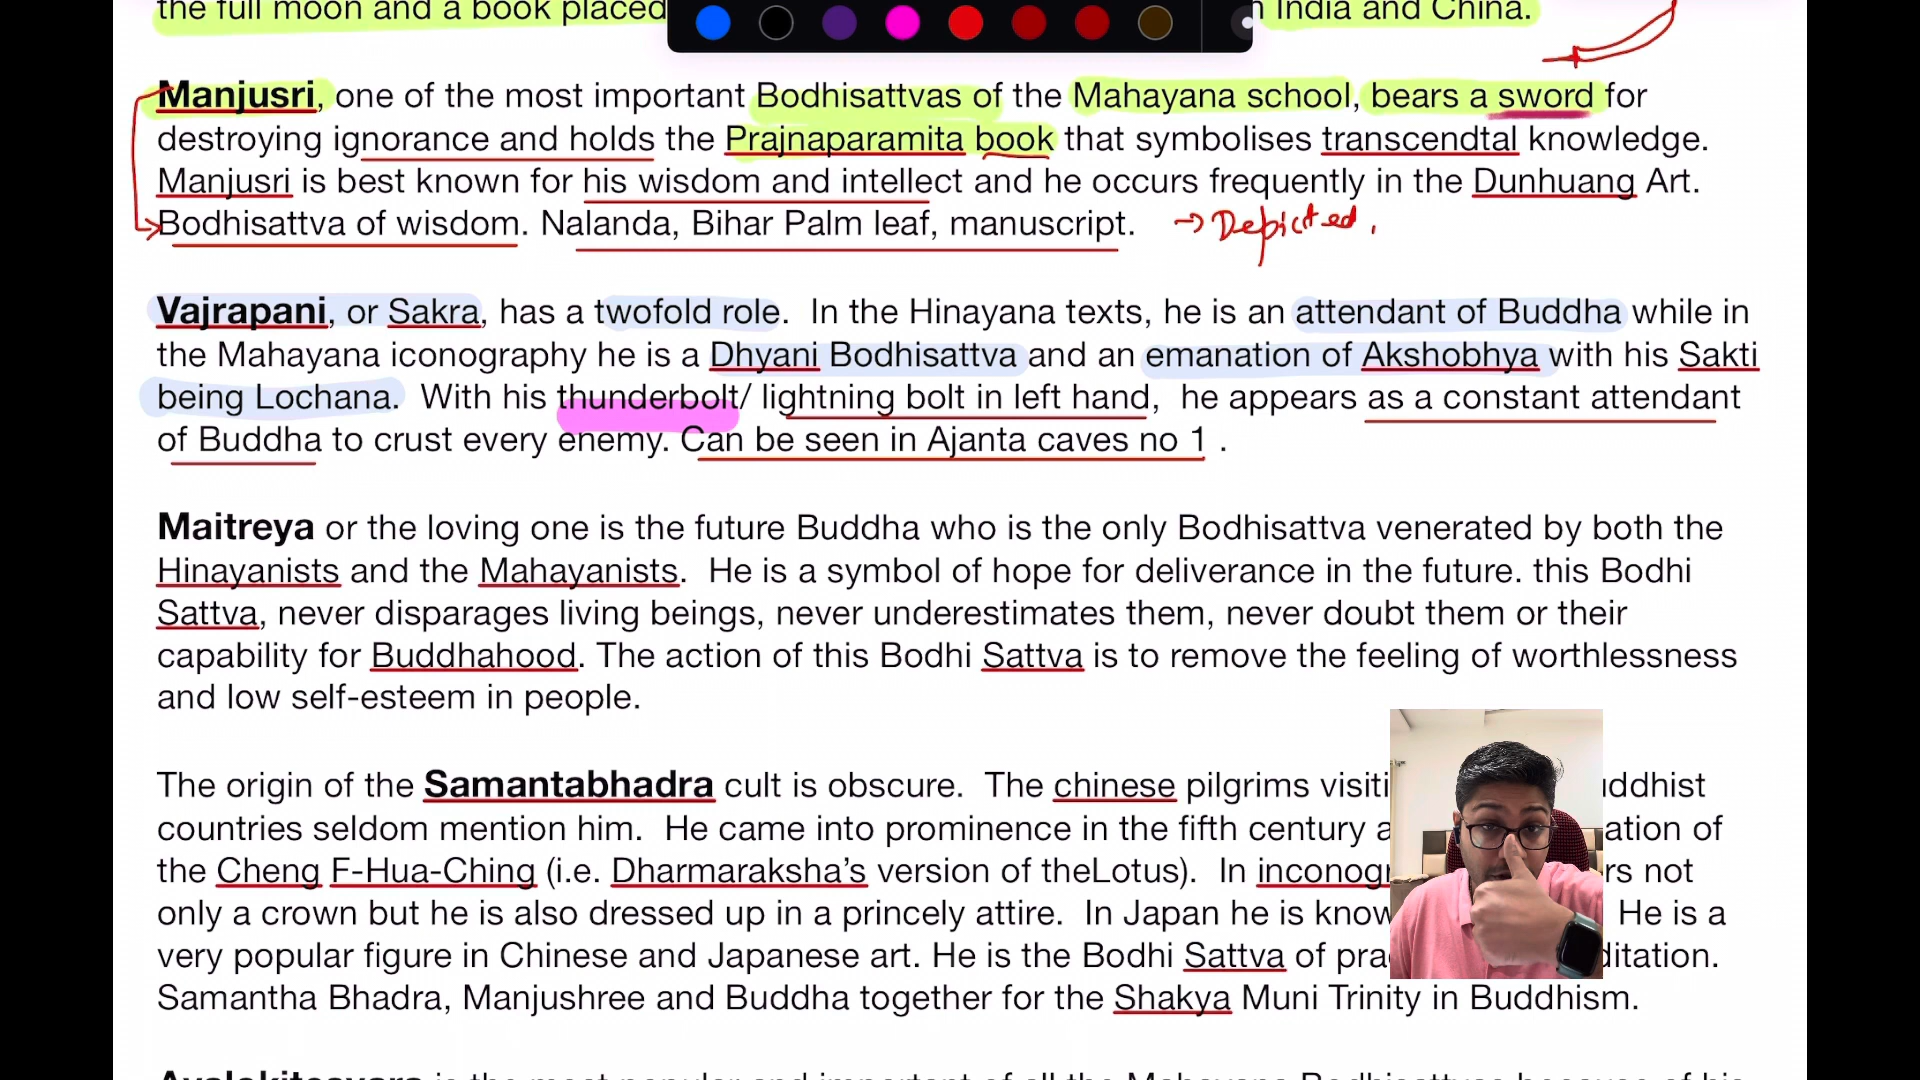 the full moon and a book placed n India and China.
Manjusri, one of the most important Bodhisattvas of the Mahayana school, bears a sword for
destroying ignorance and holds the Prajnaparamita book that symbolises transcendtal knowledge.
Manjusri is best known for his wisdom and intellect and he occurs frequently in the Dunhuang Art.
Bodhisattva of wisdom. Nalanda, Bihar Palm leaf, manuscript. → Depicted.
Vajrapani, or Sakra, has a twofold role. In the Hinayana texts, he is an attendant of Buddha while in
the Mahayana iconography he is a Dhyani Bodhisattva and an emanation of Akshobhya with his Sakti
being Lochana. With his thunderbolt/ lightning bolt in left hand, he appears as a constant attendant
of Buddha to crust every enemy. Can be seen in Ajanta caves no 1 .
Maitreya or the loving one is the future Buddha who is the only Bodhisattva venerated by both the
Hinayanists and the Mahayanists. He is a symbol of hope for deliverance in the future. this Bodhi
Sattva, never disparages living beings, never underestimates them, never doubt them or their
capability for Buddhahood. The action of this Bodhi Sattva is to remove the feeling of worthlessness
and low self-esteem in people.
The origin of the Samantabhadra cult is obscure. The chinese pilgrims visiti uddhist
countries seldom mention him. He came into prominence in the fifth century a ation of
the Cheng F-Hua-Ching (i.e. Dharmaraksha's version of theLotus). In inconogr rs not
only a crown but he is also dressed up in a princely attire. In Japan he is know He is a
very popular figure in Chinese and Japanese art. He is the Bodhi Sattva of pra ditation.
Samantha Bhadra, Manjushree and Buddha together for the Shakya Muni Trinity in Buddhism.